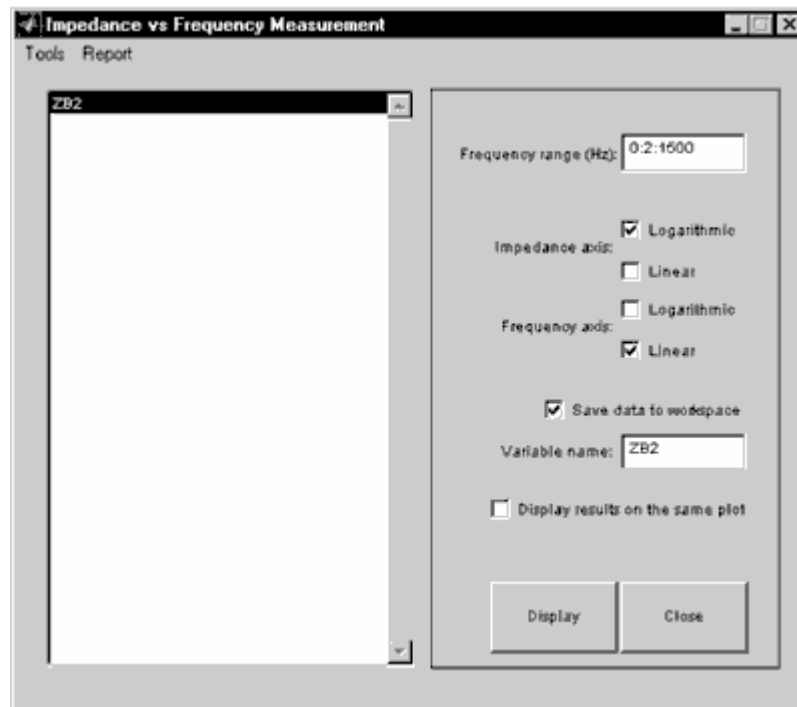 Impedance vs Frequency Measurement
Tools Report
ZB2
Frequency range (Hz): 0:2:1500
Logarithmic
Impedance axis:
Linear
Logarithmic
Frequency axis:
Linear
Save data to workspace
Variable name: ZB2
Display results on the same plot
Display Close